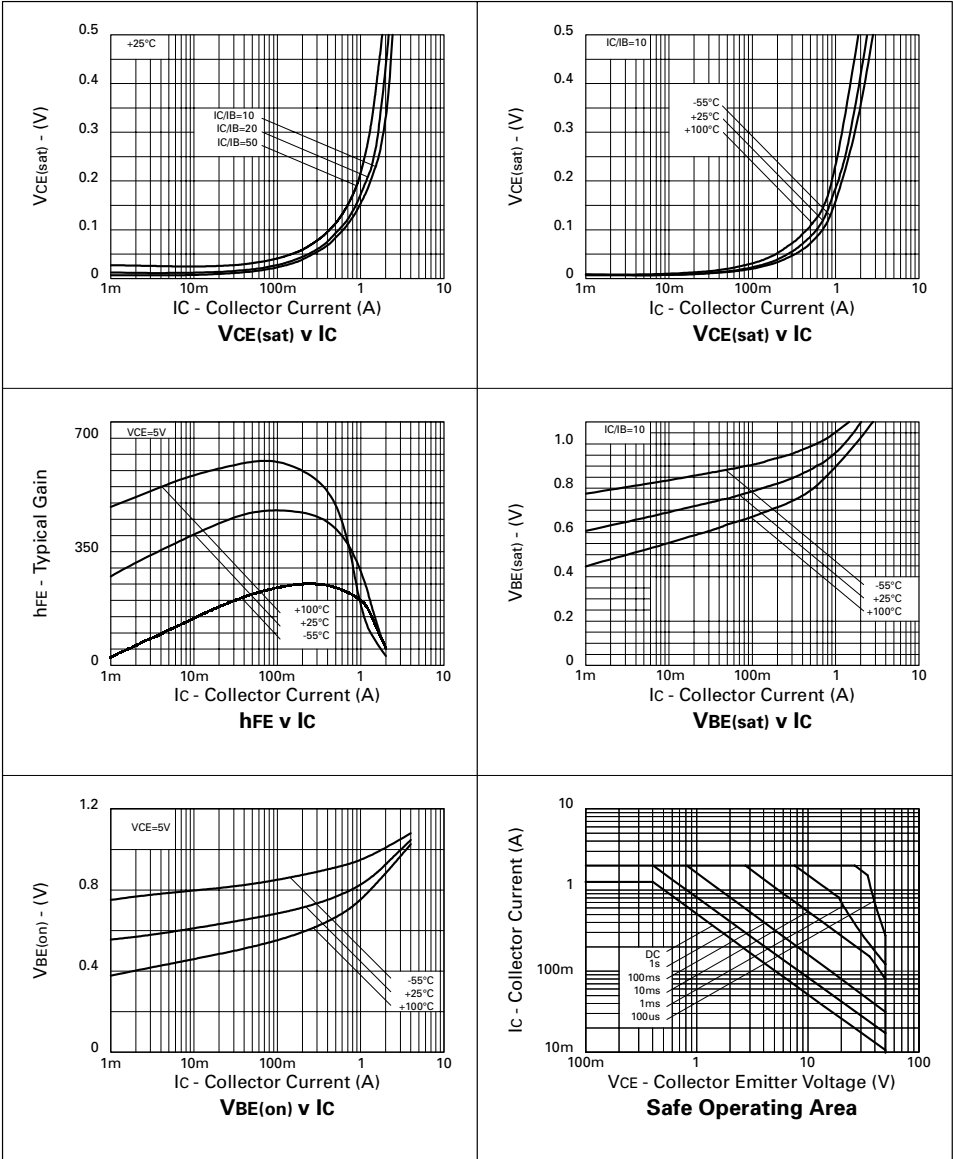 0.5
0.4
0.3
0.2
0.1
0
VCE(sat) - (V)
+25°C
IC/IB=10
IC/IB=20
IC/IB=50
1m
10m
100m
1
10
IC - Collector Current (A)
VCE(sat) v IC
0.5
0.4
0.3
0.2
0.1
0
VCE(sat) - (V)
IC/IB=10
-55°C
+25°C
+100°C
1m
10m
100m
1
10
IC - Collector Current (A)
VCE(sat) v IC
700
350
0
hFE - Typical Gain
VCE=5V
+100°C
+25°C
-55°C
1m
10m
100m
1
10
IC - Collector Current (A)
hFE v IC
1.0
0.8
0.6
0.4
0.2
0
VBE(sat) - (V)
IC/IB=10
-55°C
+25°C
+100°C
1m
10m
100m
1
10
IC - Collector Current (A)
VBE(sat) v IC
1.2
0.8
0.4
0
VBE(on) - (V)
VCE=5V
-55°C
+25°C
+100°C
1m
10m
100m
1
10
IC - Collector Current (A)
VBE(on) v IC
10
1
100m
10m
IC - Collector Current (A)
DC
1s
100ms
10ms
1ms
100us
100m
1
10
100
VCE - Collector Emitter Voltage (V)
Safe Operating Area